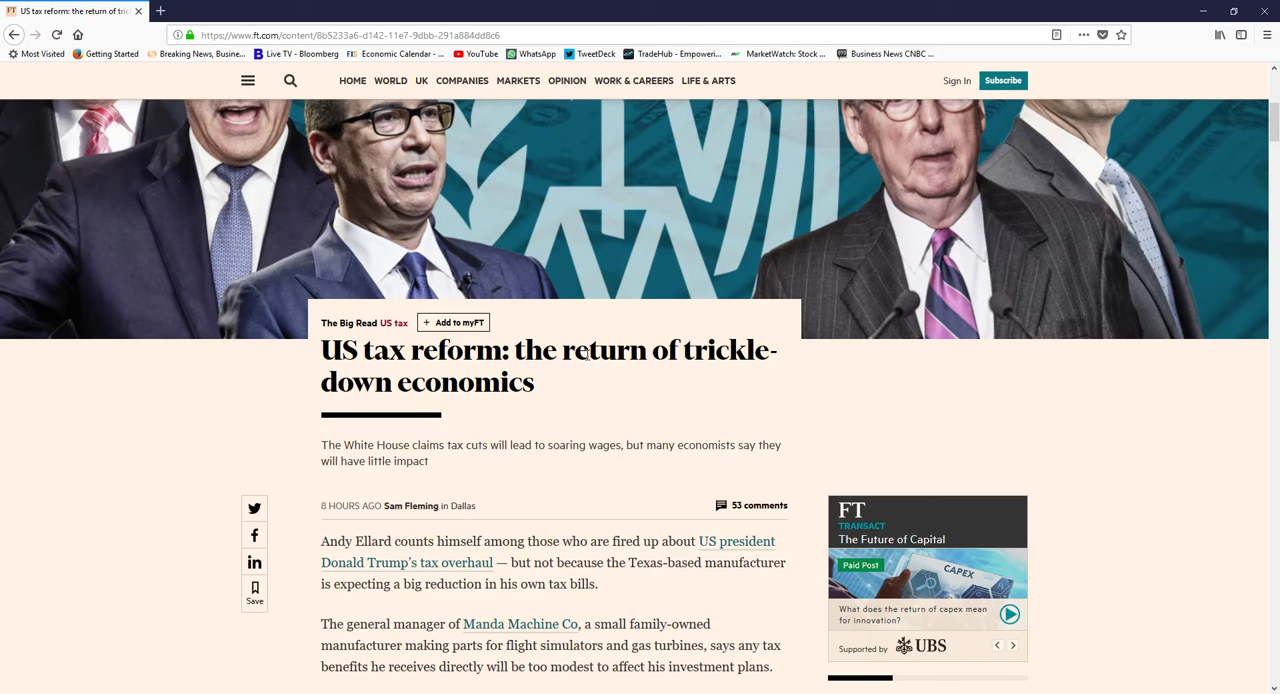 US tax reform: the return of tric
https://www.ft.com/content/8b5233a6-d142-11e7-9dbb-291a884dd8c6
Most Visited Getting Started Breaking News, Busine... Live TV - Bloomberg FXS Economic Calendar - ... YouTube WhatsApp TweetDeck TradeHub - Empoweri... MarketWatch: Stock ... Business News CNBC ...
HOME WORLD UK COMPANIES MARKETS OPINION WORK & CAREERS LIFE & ARTS Sign In Subscribe
The Big Read US tax + Add to myFT
US tax reform: the return of trickle-
down economics
The White House claims tax cuts will lead to soaring wages, but many economists say they
will have little impact
8 HOURS AGO Sam Fleming in Dallas 53 comments
Andy Ellard counts himself among those who are fired up about US president
Donald Trump's tax overhaul — but not because the Texas-based manufacturer
is expecting a big reduction in his own tax bills.
The general manager of Manda Machine Co, a small family-owned
manufacturer making parts for flight simulators and gas turbines, says any tax
benefits he receives directly will be too modest to affect his investment plans.
Save
FT
TRANSACT
The Future of Capital
Paid Post
CAPEX
What does the return of capex mean
for innovation?
Supported by UBS